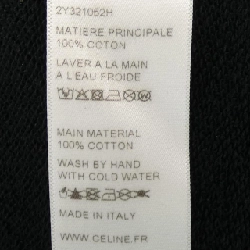 2Y321052H
MATIERE PRINCIPALE
100% COTON
LAVER A LA MAIN
A L'EAU FROIDE
MAIN MATERIAL
100% COTTON
WASH BY HAND
WITH COLD WATER
MADE IN ITALY
WWW.CELINE.FR